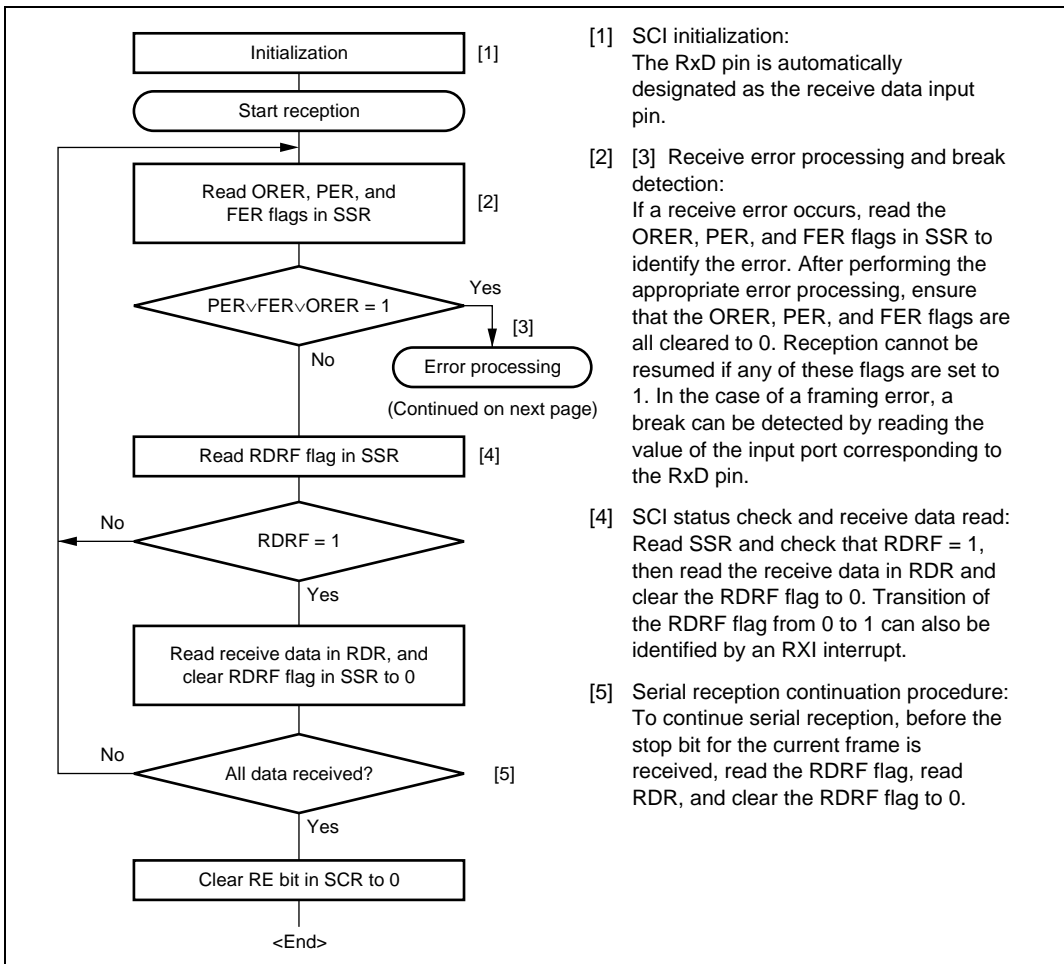 Initialization
[1]
Start reception
Read ORER, PER, and
FER flags in SSR
[2]
PER∨FER∨ORER = 1
Yes
[3]
No
Error processing
(Continued on next page)
Read RDRF flag in SSR
[4]
No
RDRF = 1
Yes
Read receive data in RDR, and
clear RDRF flag in SSR to 0
No
All data received?
[5]
Yes
Clear RE bit in SCR to 0
<End>
[1] SCI initialization:
The RxD pin is automatically
designated as the receive data input
pin.
[2] [3] Receive error processing and break
detection:
If a receive error occurs, read the
ORER, PER, and FER flags in SSR to
identify the error. After performing the
appropriate error processing, ensure
that the ORER, PER, and FER flags are
all cleared to 0. Reception cannot be
resumed if any of these flags are set to
1. In the case of a framing error, a
break can be detected by reading the
value of the input port corresponding to
the RxD pin.
[4] SCI status check and receive data read:
Read SSR and check that RDRF = 1,
then read the receive data in RDR and
clear the RDRF flag to 0. Transition of
the RDRF flag from 0 to 1 can also be
identified by an RXI interrupt.
[5] Serial reception continuation procedure:
To continue serial reception, before the
stop bit for the current frame is
received, read the RDRF flag, read
RDR, and clear the RDRF flag to 0.